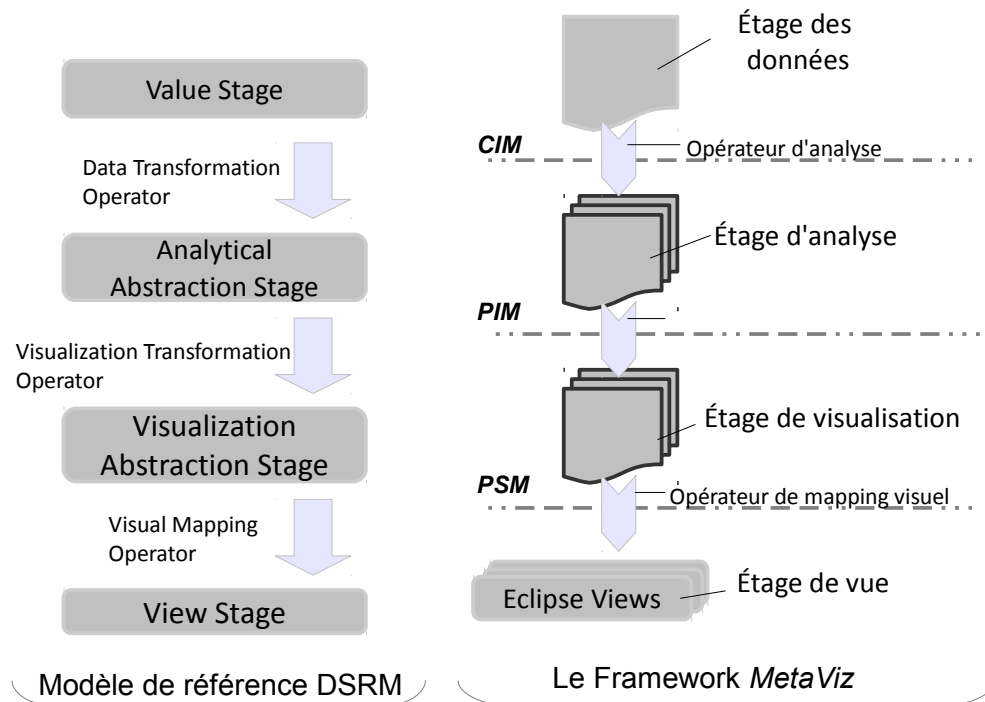 Value Stage
Data Transformation
Operator
Analytical
Abstraction Stage
Visualization Transformation
Operator
Visualization
Abstraction Stage
Visual Mapping
Operator
View Stage
Modèle de référence DSRM
Étage des
données
CIM
Opérateur d'analyse
Étage d'analyse
PIM
Étage de visualisation
PSM
Opérateur de mapping visuel
Étage de vue
Eclipse Views
Le Framework MetaViz